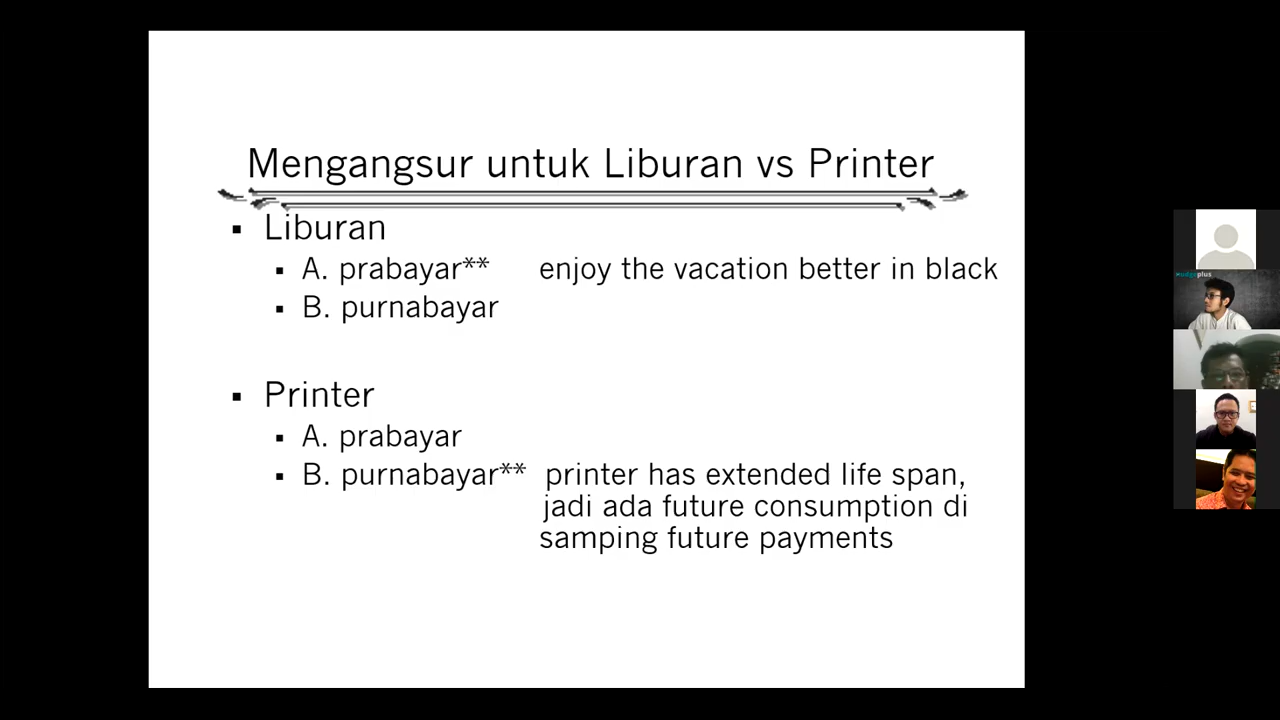 Mengangsur untuk Liburan vs Printer
▪ Liburan
▪ A. prabayar** enjoy the vacation better in black
▪ B. purnabayar
▪ Printer
▪ A. prabayar
▪ B. purnabayar** printer has extended life span,
jadi ada future consumption di
samping future payments
plus